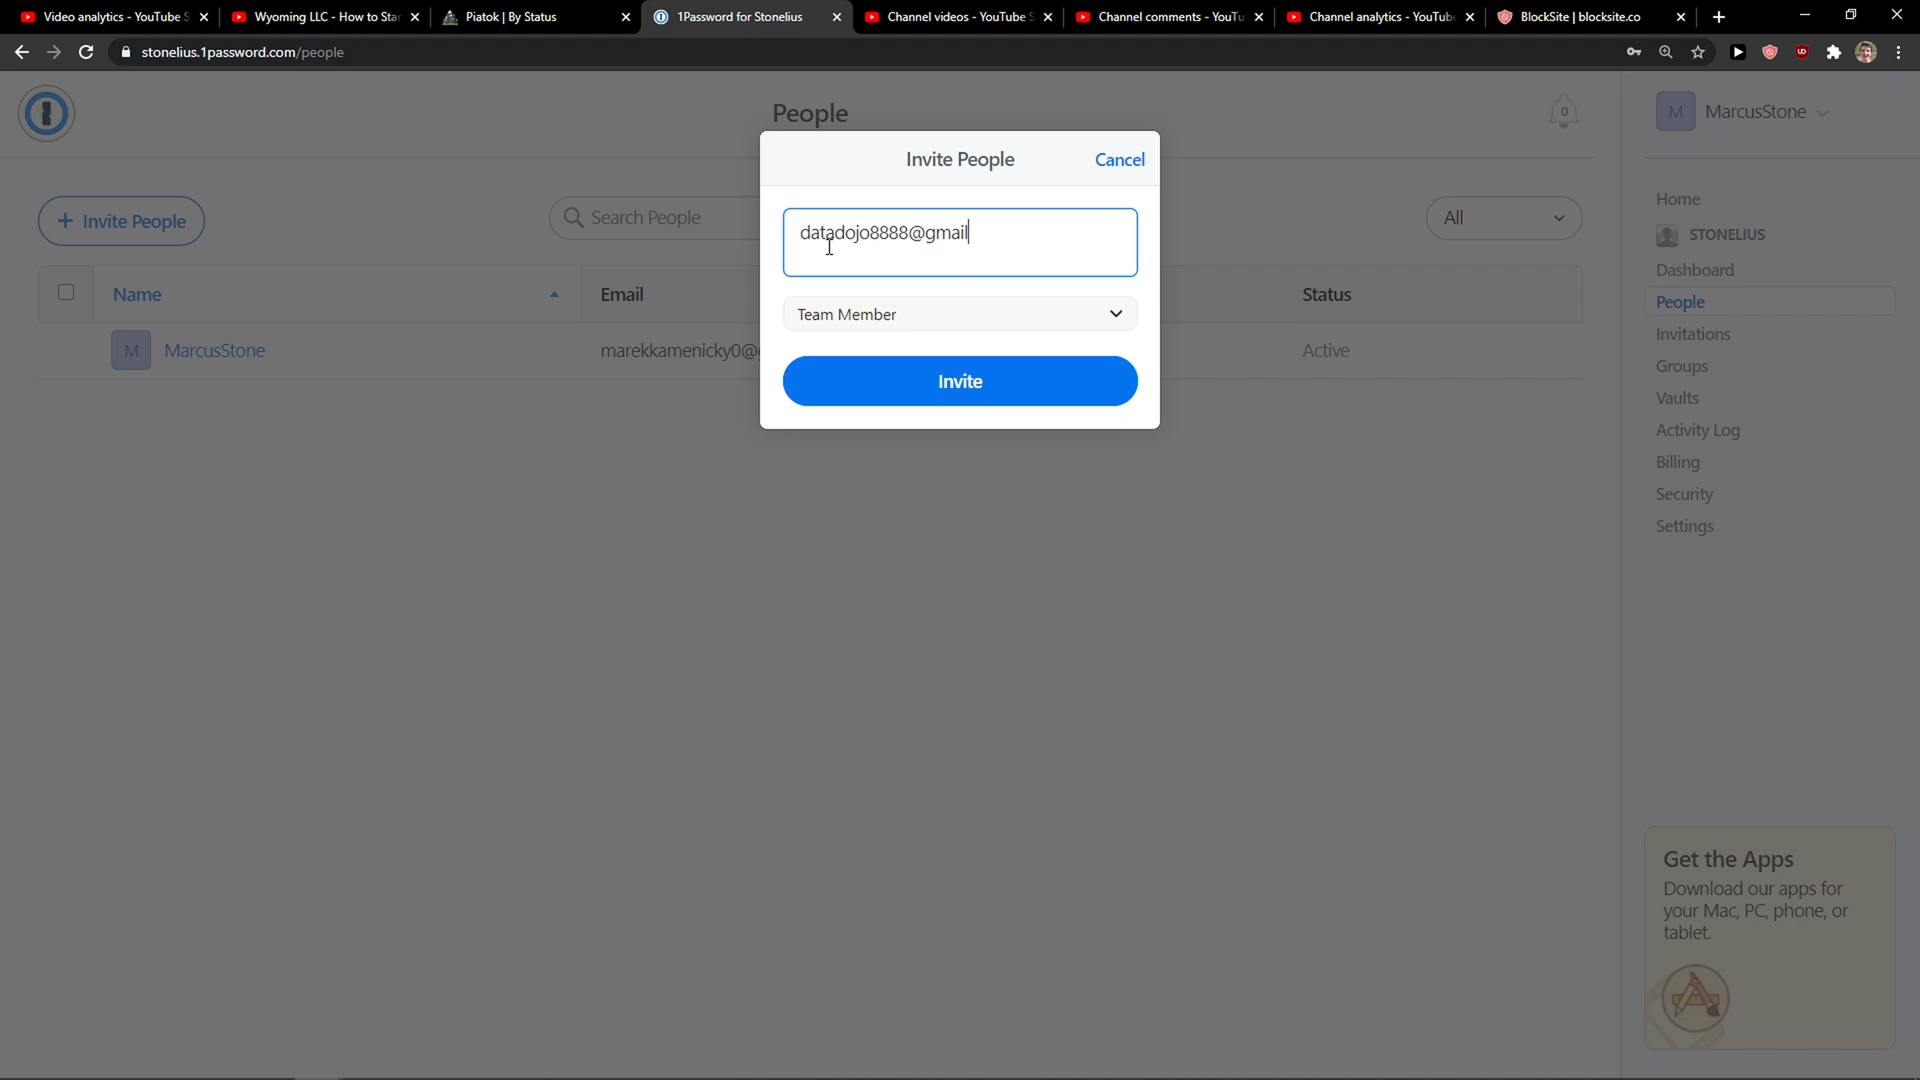 Video analytics - YouTube S
Wyoming LLC - How to Star
Piatok | By Status
1Password for Stonelius
Channel videos - YouTube S
Channel comments - YouTu
Channel analytics - YouTube
BlockSite | blocksite.co
stonelius.1password.com/people
People
0
M MarcusStone
Invite People Cancel
+ Invite People
Search People
All
datadojo8888@gmail
Team Member
Invite
Name Email Status
M MarcusStone marekkamenicky0@g Active
Home
STONELIUS
Dashboard
People
Invitations
Groups
Vaults
Activity Log
Billing
Security
Settings
Get the Apps
Download our apps for
your Mac, PC, phone, or
tablet.